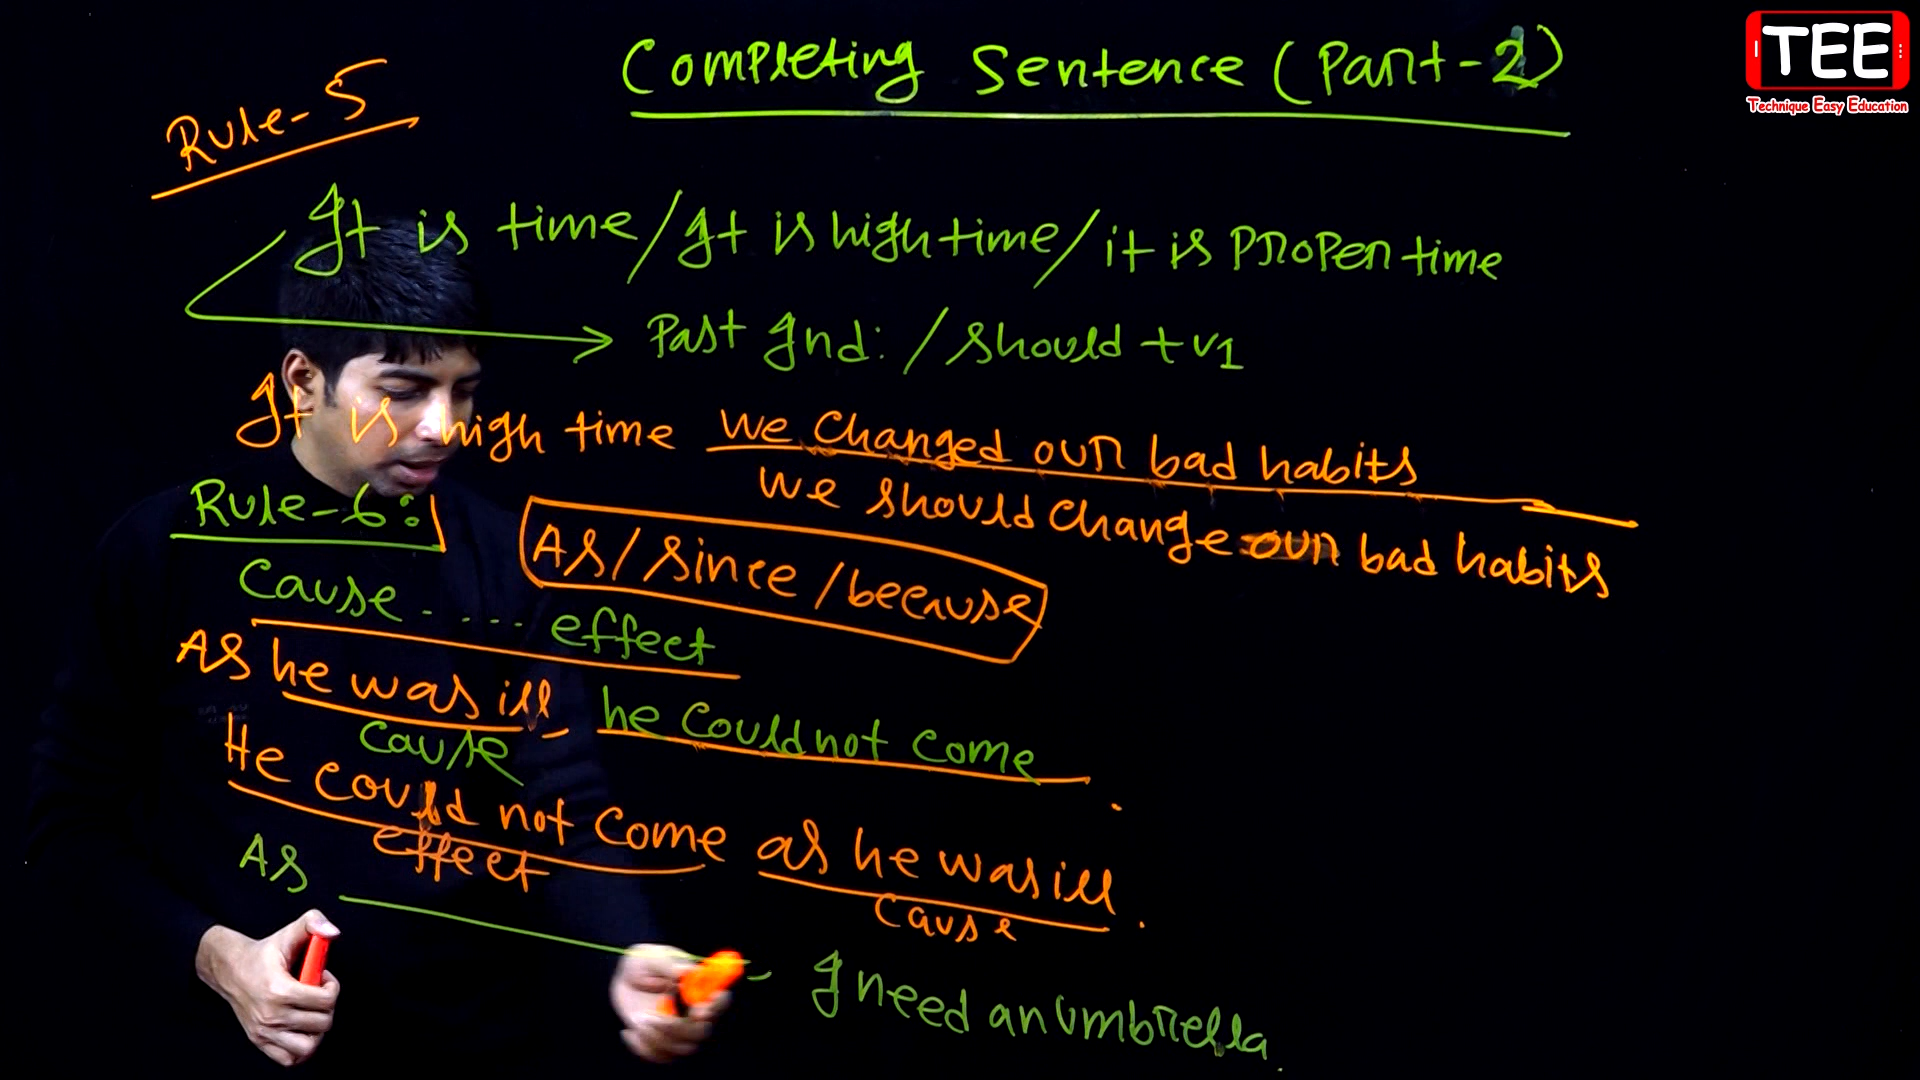 Completing Sentence (Part-2)
TEE
Technique Easy Education
Rule-5
It is time/It is high time/it is Proper time
Past Ind: /should + v1
It is high time we changed our bad habits
we should change our bad habits
Rule-6:
As/since/because
Cause ..... effect
As he was ill, he could not come.
cause
He could not come as he was ill.
effect
cause
As , I need an umbrella.